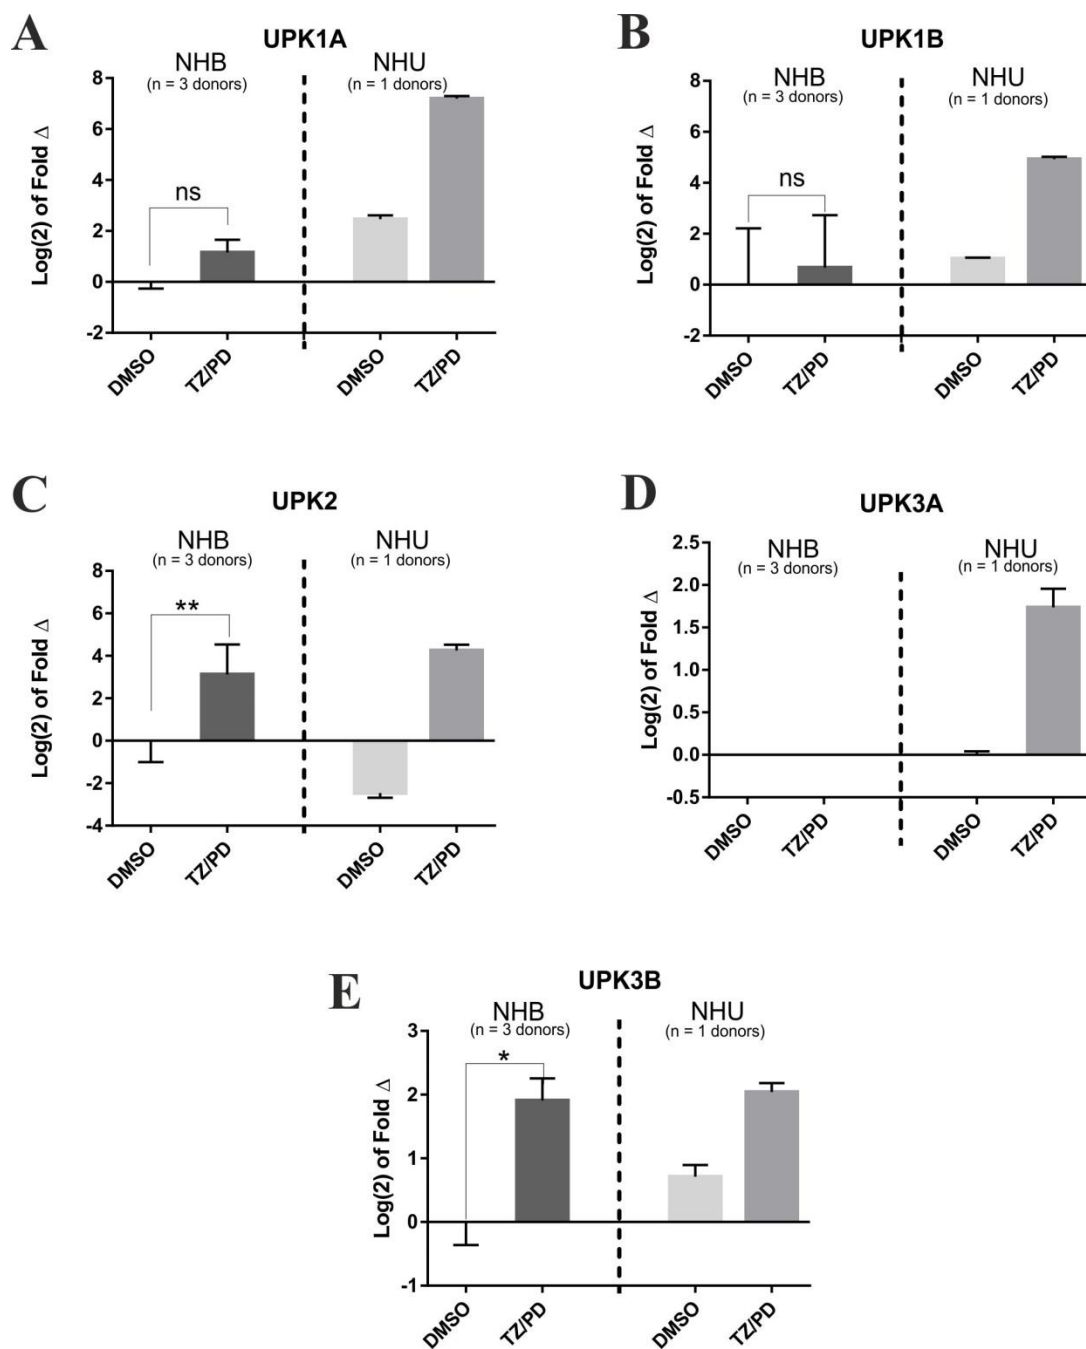 A
UPK1A
NHB
(n = 3 donors)
NHU
(n = 1 donors)
Log(2) of Fold Δ
8
6
4
2
0
-2
ns
DMSO
TZ/PD
DMSO
TZ/PD
B
UPK1B
NHB
(n = 3 donors)
NHU
(n = 1 donors)
Log(2) of Fold Δ
8
6
4
2
0
-2
ns
DMSO
TZ/PD
DMSO
TZ/PD
C
UPK2
NHB
(n = 3 donors)
NHU
(n = 1 donors)
Log(2) of Fold Δ
8
6
4
2
0
-2
-4
**
DMSO
TZ/PD
DMSO
TZ/PD
D
UPK3A
NHB
(n = 3 donors)
NHU
(n = 1 donors)
Log(2) of Fold Δ
2.5
2.0
1.5
1.0
0.5
0.0
-0.5
DMSO
TZ/PD
DMSO
TZ/PD
E
UPK3B
NHB
(n = 3 donors)
NHU
(n = 1 donors)
Log(2) of Fold Δ
3
2
1
0
-1
*
DMSO
TZ/PD
DMSO
TZ/PD